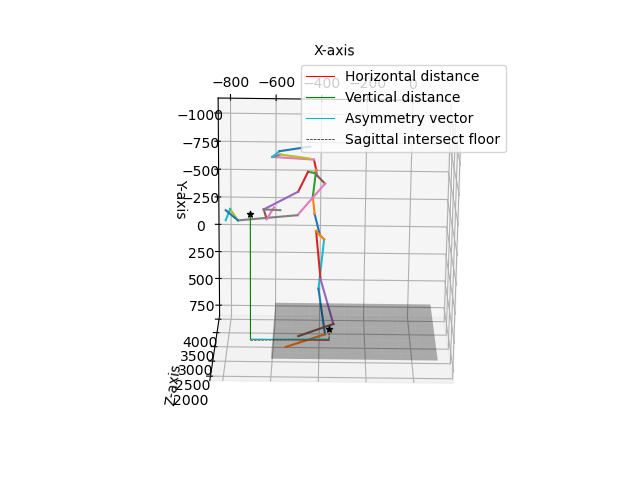 X-axis
−800 −600 −400 −200 0
Horizontal distance
Vertical distance
Asymmetry vector
Sagittal intersect floor
−1000
−750
−500
−250
0
250
500
750
Y-axis
4000
3500
3000
2500
2000
Z-axis